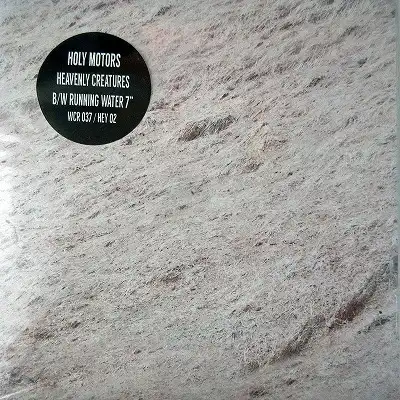 HOLY MOTORS
HEAVENLY CREATURES
B/W RUNNING WATER 7"
WCR 037 / HEY 02